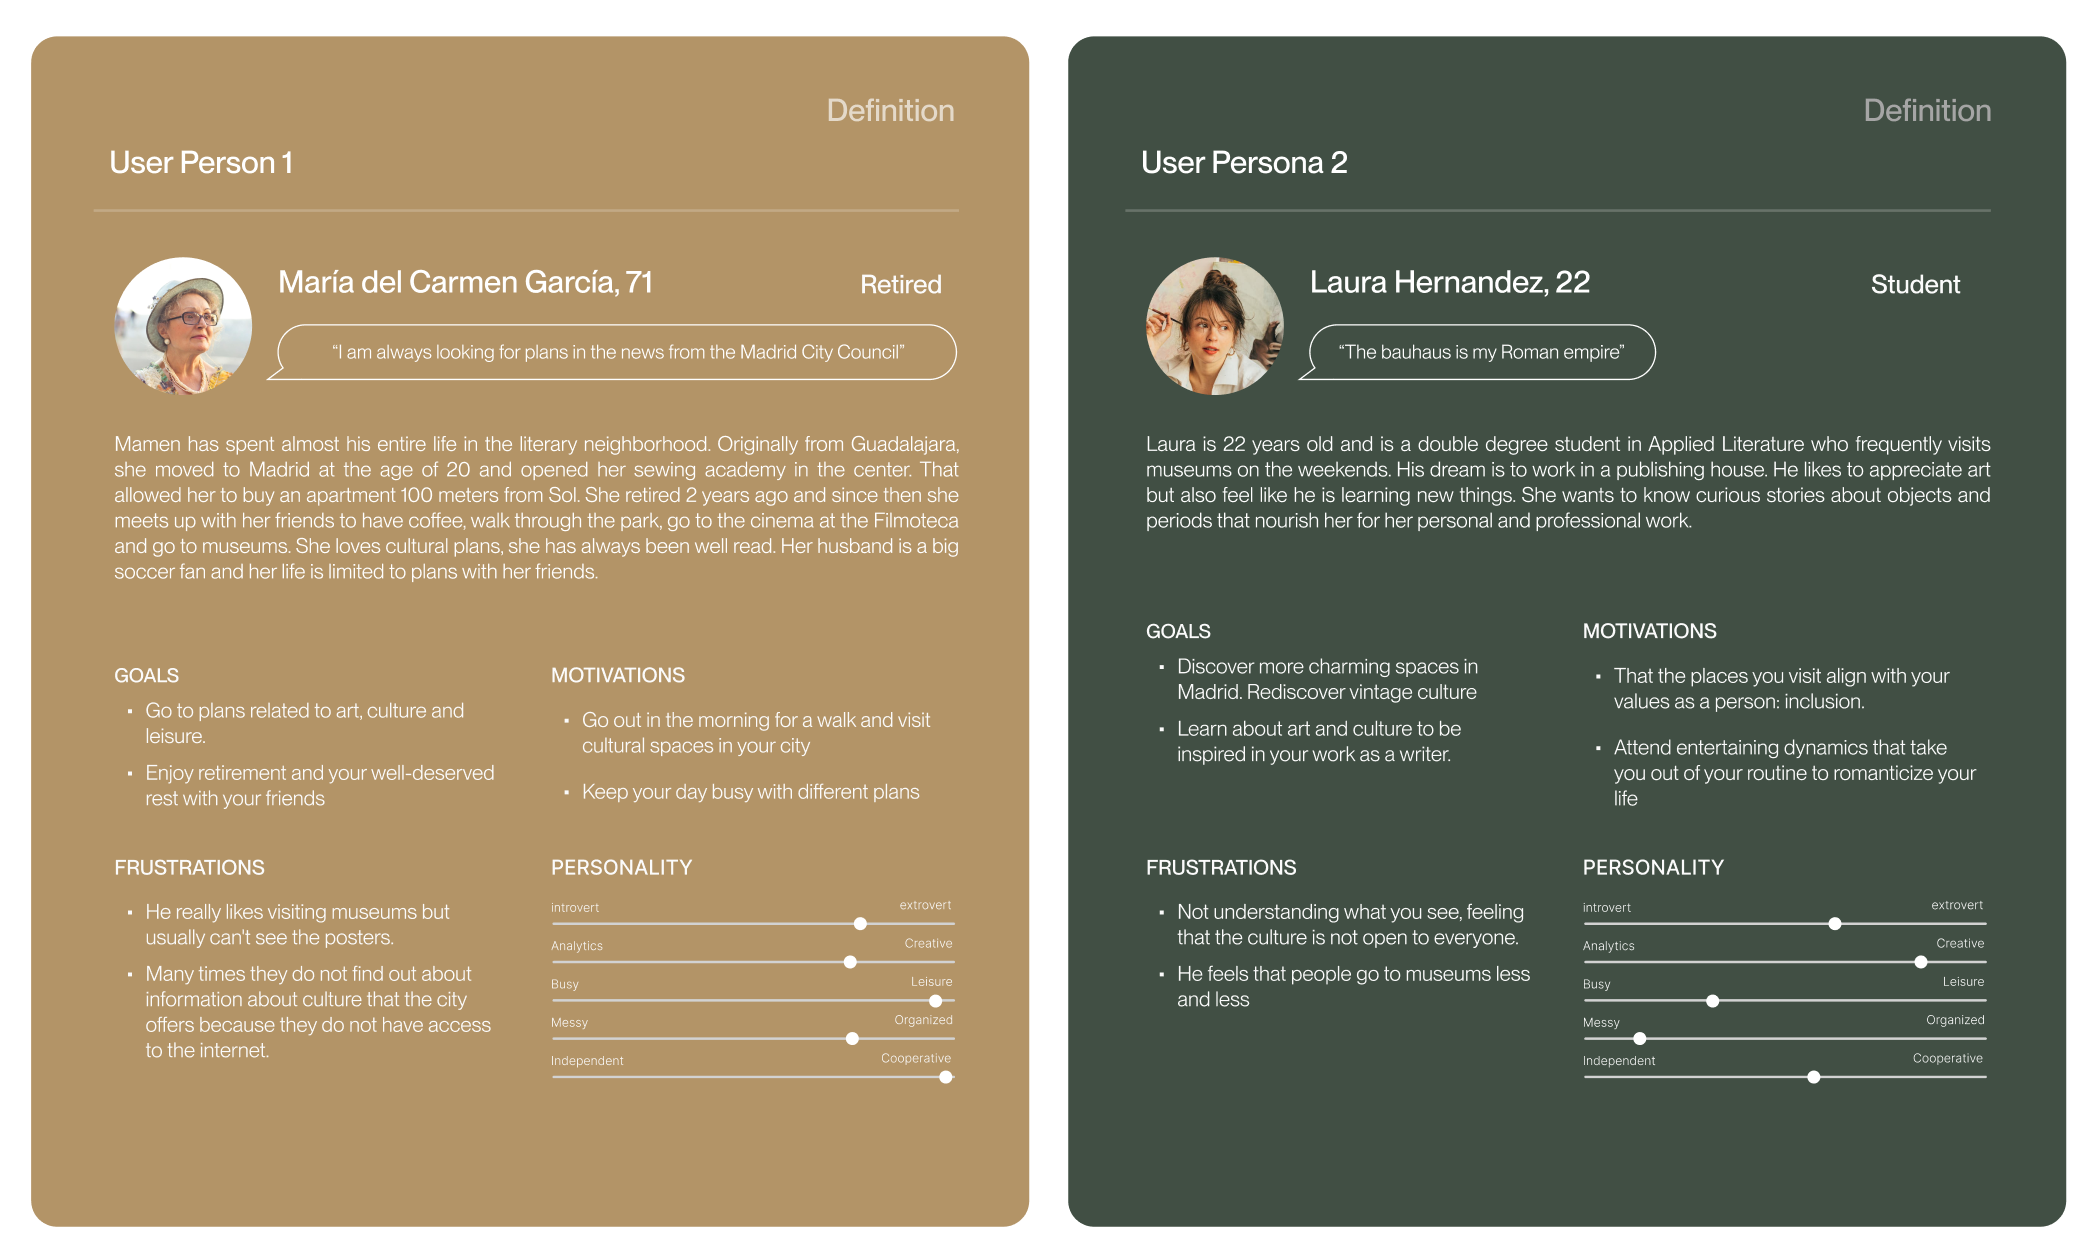 Definition
User Person 1
María del Carmen García, 71
Retired
“I am always looking for plans in the news from the Madrid City Council”
Mamen has spent almost his entire life in the literary neighborhood. Originally from Guadalajara,
she moved to Madrid at the age of 20 and opened her sewing academy in the center. That
allowed her to buy an apartment 100 meters from Sol. She retired 2 years ago and since then she
meets up with her friends to have coffee, walk through the park, go to the cinema at the Filmoteca
and go to museums. She loves cultural plans, she has always been well read. Her husband is a big
soccer fan and her life is limited to plans with her friends.
GOALS
▪ Go to plans related to art, culture and
leisure.
▪ Enjoy retirement and your well-deserved
rest with your friends
MOTIVATIONS
▪ Go out in the morning for a walk and visit
cultural spaces in your city
▪ Keep your day busy with different plans
FRUSTRATIONS
▪ He really likes visiting museums but
usually can't see the posters.
▪ Many times they do not find out about
information about culture that the city
offers because they do not have access
to the internet.
PERSONALITY
introvert extrovert
Analytics Creative
Busy Leisure
Messy Organized
Independent Cooperative
Definition
User Persona 2
Laura Hernandez, 22
Student
“The bauhaus is my Roman empire”
Laura is 22 years old and is a double degree student in Applied Literature who frequently visits
museums on the weekends. His dream is to work in a publishing house. He likes to appreciate art
but also feel like he is learning new things. She wants to know curious stories about objects and
periods that nourish her for her personal and professional work.
GOALS
▪ Discover more charming spaces in
Madrid. Rediscover vintage culture
▪ Learn about art and culture to be
inspired in your work as a writer.
MOTIVATIONS
▪ That the places you visit align with your
values as a person: inclusion.
▪ Attend entertaining dynamics that take
you out of your routine to romanticize your
life
FRUSTRATIONS
▪ Not understanding what you see, feeling
that the culture is not open to everyone.
▪ He feels that people go to museums less
and less
PERSONALITY
introvert extrovert
Analytics Creative
Busy Leisure
Messy Organized
Independent Cooperative